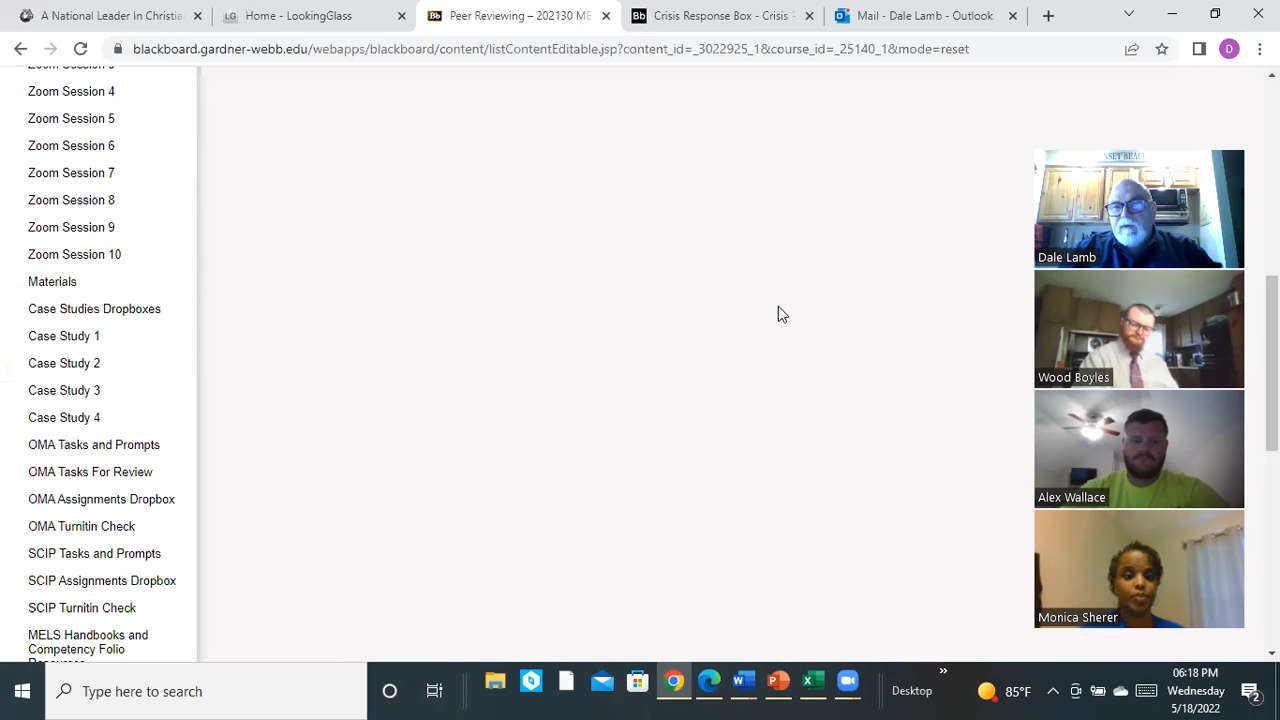 A National Leader in Christian
Home - LookingGlass
Peer Reviewing – 202130 ME
Crisis Response Box - Crisis
Mail - Dale Lamb - Outlook
blackboard.gardner-webb.edu/webapps/blackboard/content/listContentEditable.jsp?content_id=_3022925_1&course_id=_25140_1&mode=reset
D
Zoom Session 4
Zoom Session 5
Zoom Session 6
Zoom Session 7
Zoom Session 8
Zoom Session 9
Zoom Session 10
Materials
Case Studies Dropboxes
Case Study 1
Case Study 2
Case Study 3
Case Study 4
OMA Tasks and Prompts
OMA Tasks For Review
OMA Assignments Dropbox
OMA Turnitin Check
SCIP Tasks and Prompts
SCIP Assignments Dropbox
SCIP Turnitin Check
MELS Handbooks and
Competency Folio
Resources
NSET BEAC
Dale Lamb
Wood Boyles
Alex Wallace
Monica Sherer
Type here to search
Desktop
85°F
06:18 PM
Wednesday
5/18/2022
2